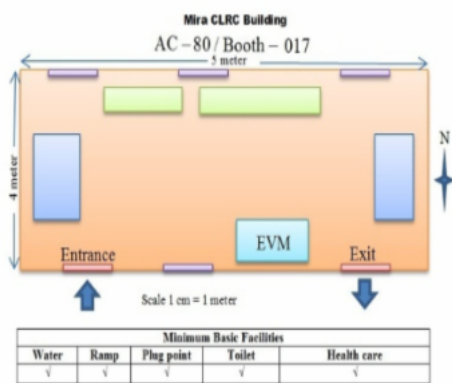 Mira CLRC Building
AC – 80 / Booth – 017
5 meter
4 meter
N
Entrance
EVM
Exit
Scale 1 cm = 1 meter
Minimum Basic Facilities
Water Ramp Plug point Toilet Health care
√ √ √ √ √